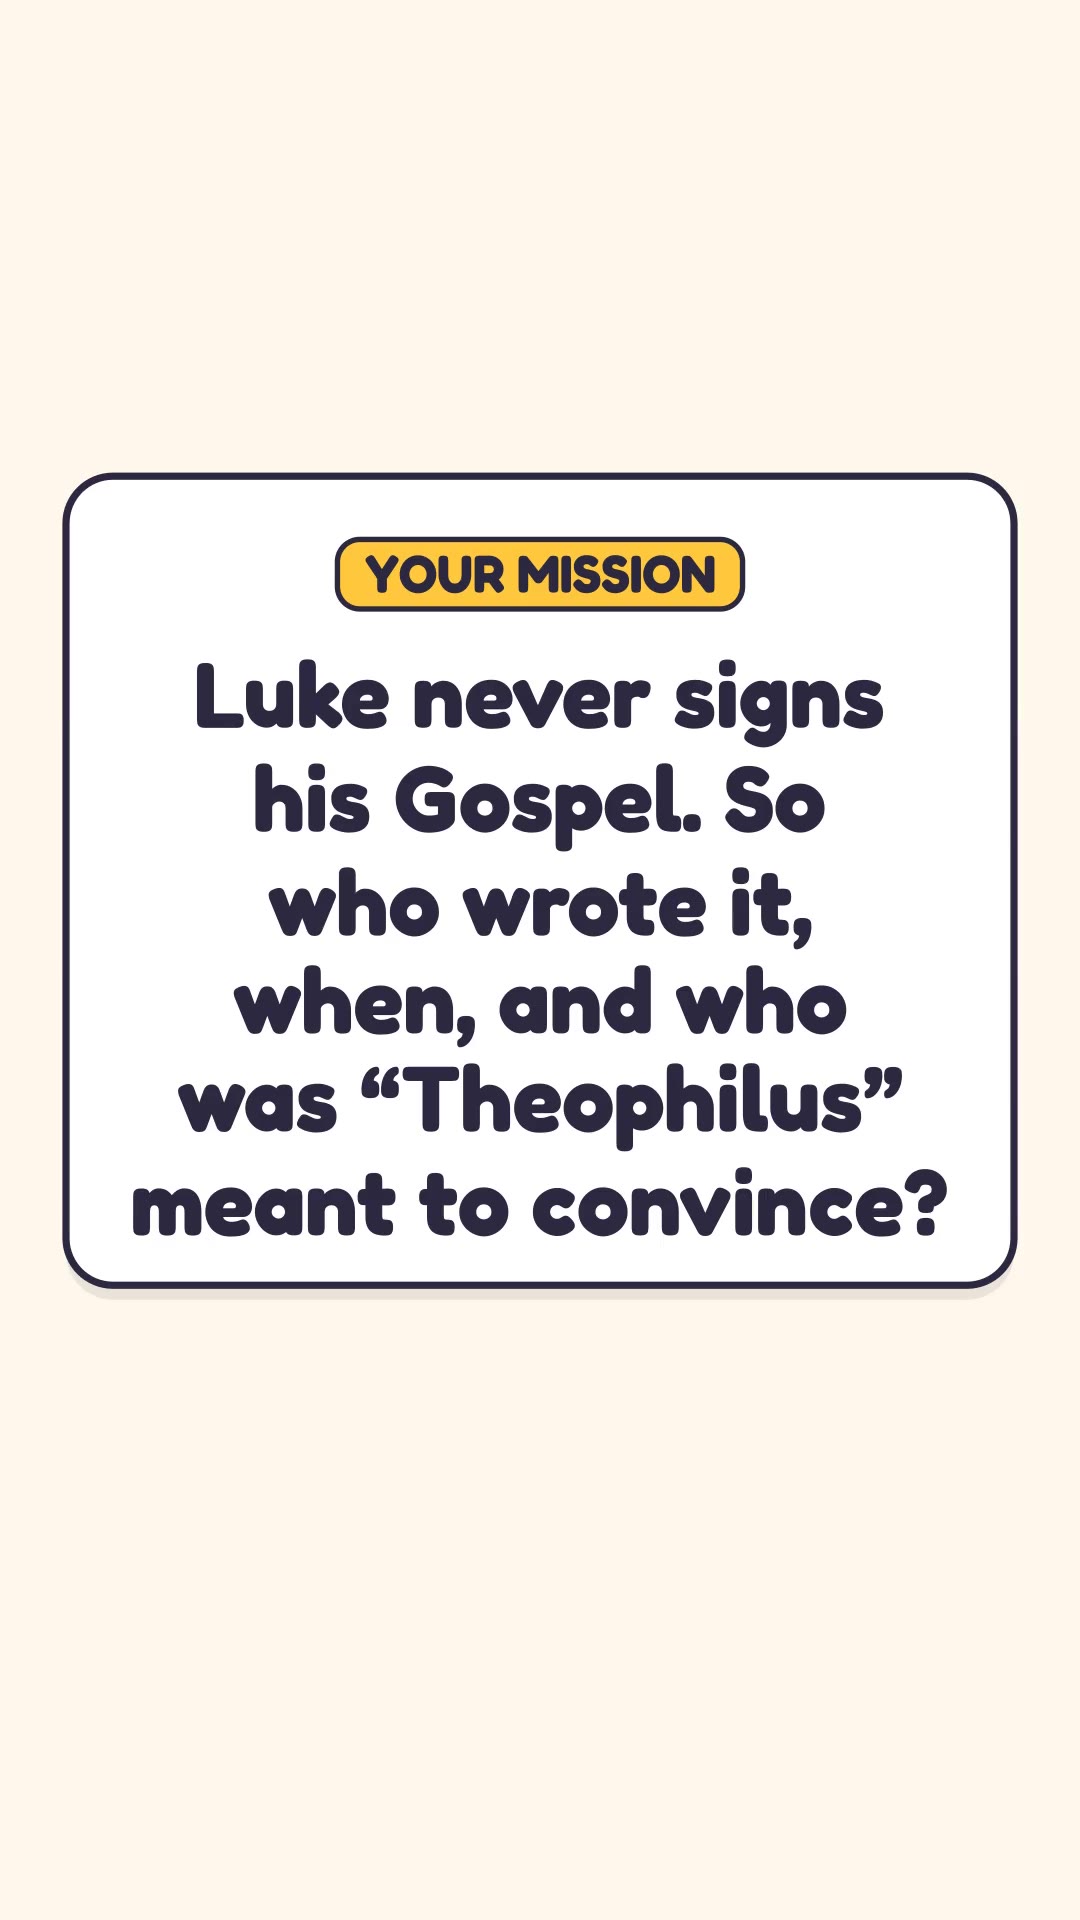 YOUR MISSION
Luke never signs
his Gospel. So
who wrote it,
when, and who
was “Theophilus”
meant to convince?